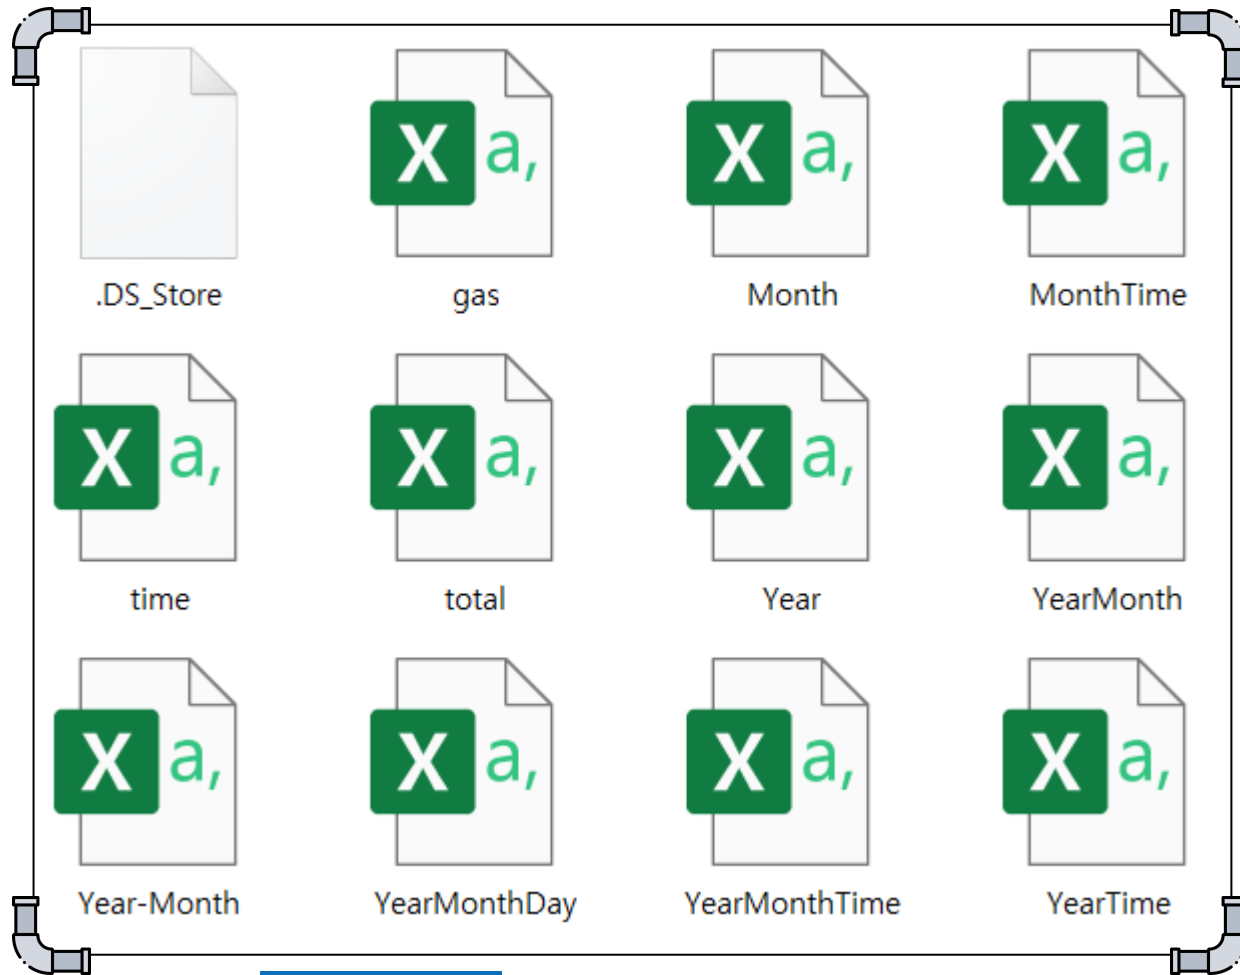 .DS_Store
X a,
gas
X a,
Month
X a,
MonthTime
X a,
time
X a,
total
X a,
Year
X a,
YearMonth
X a,
Year-Month
X a,
YearMonthDay
X a,
YearMonthTime
X a,
YearTime